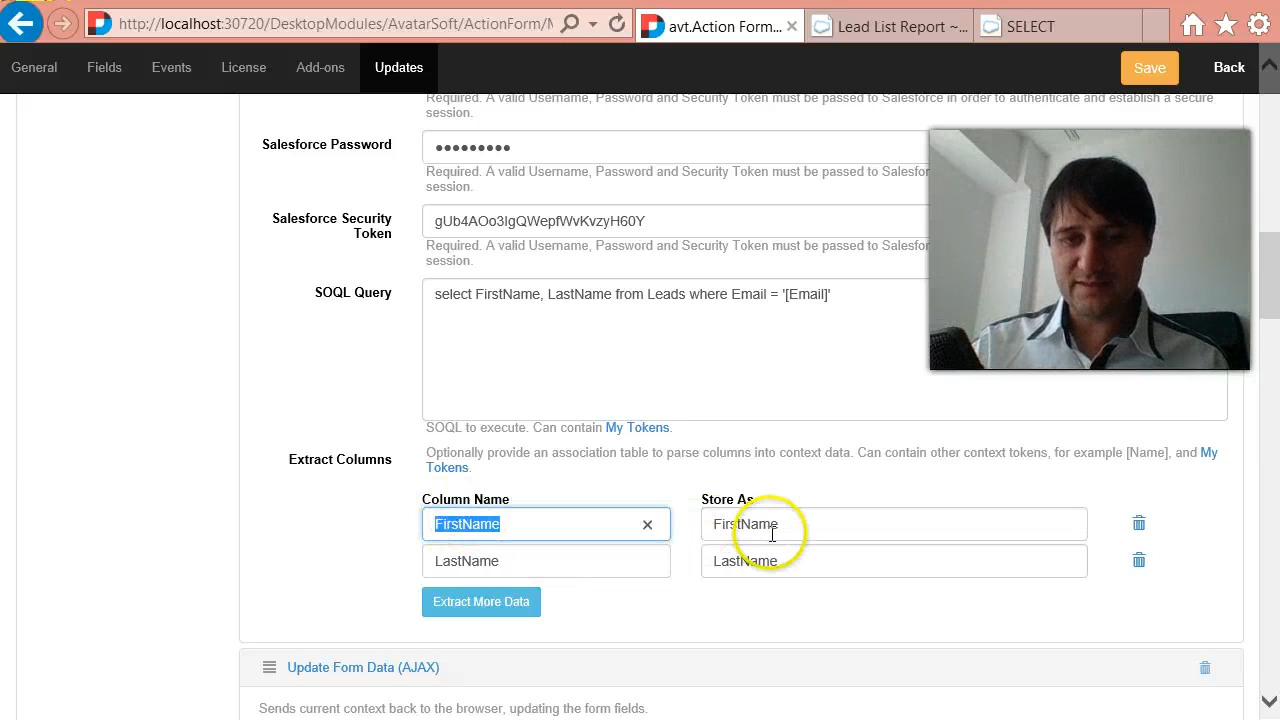 http://localhost:30720/DesktopModules/AvatarSoft/ActionForm/M
avt.Action Form...
Lead List Report ~...
SELECT
General
Fields
Events
License
Add-ons
Updates
Save
Back
Required. A valid Username, Password and Security Token must be passed to Salesforce in order to authenticate and establish a secure
session.
Salesforce Password
●●●●●●●●●
Required. A valid Username, Password and Security Token must be passed to Salesfor
session.
Salesforce Security
Token
gUb4AOo3IgQWepfWvKvzyH60Y
Required. A valid Username, Password and Security Token must be passed to Salesfor
session.
SOQL Query
select FirstName, LastName from Leads where Email = '[Email]'
SOQL to execute. Can contain My Tokens.
Extract Columns
Optionally provide an association table to parse columns into context data. Can contain other context tokens, for example [Name], and My
Tokens.
Column Name
Store As
FirstName
FirstName
LastName
LastName
Extract More Data
Update Form Data (AJAX)
Sends current context back to the browser, updating the form fields.